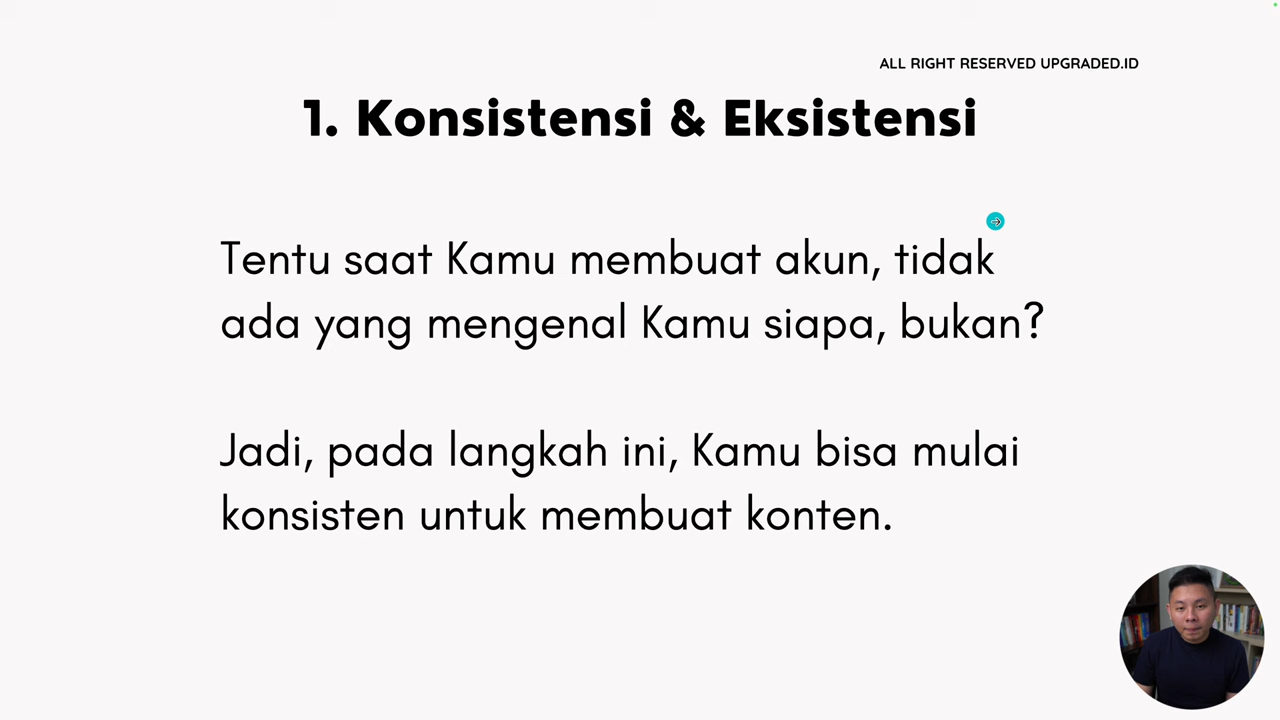 ALL RIGHT RESERVED UPGRADED.ID
1. Konsistensi & Eksistensi
Tentu saat Kamu membuat akun, tidak
ada yang mengenal Kamu siapa, bukan?
Jadi, pada langkah ini, Kamu bisa mulai
konsisten untuk membuat konten.